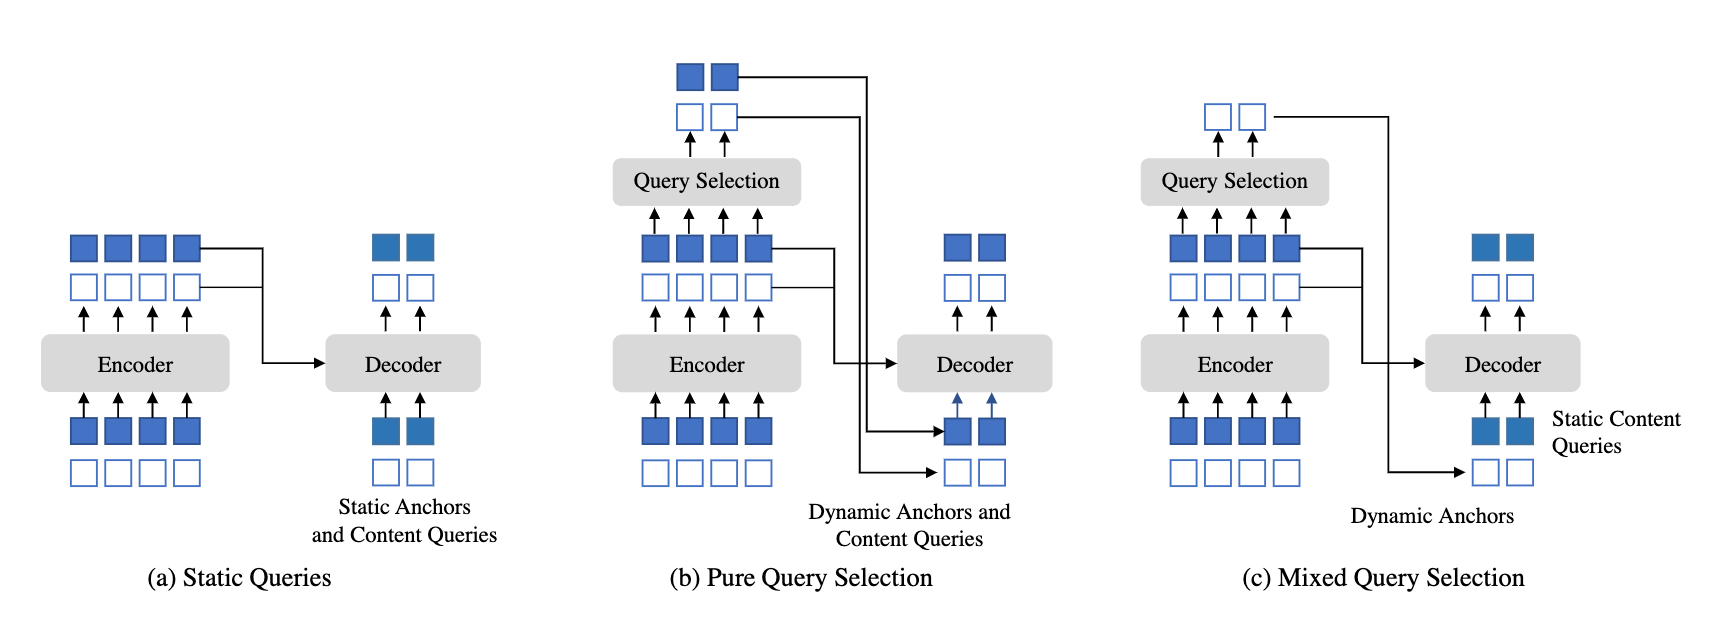 Encoder
Decoder
Static Anchors
and Content Queries
(a) Static Queries
Query Selection
Encoder
Decoder
Dynamic Anchors and
Content Queries
(b) Pure Query Selection
Query Selection
Encoder
Decoder
Static Content
Queries
Dynamic Anchors
(c) Mixed Query Selection